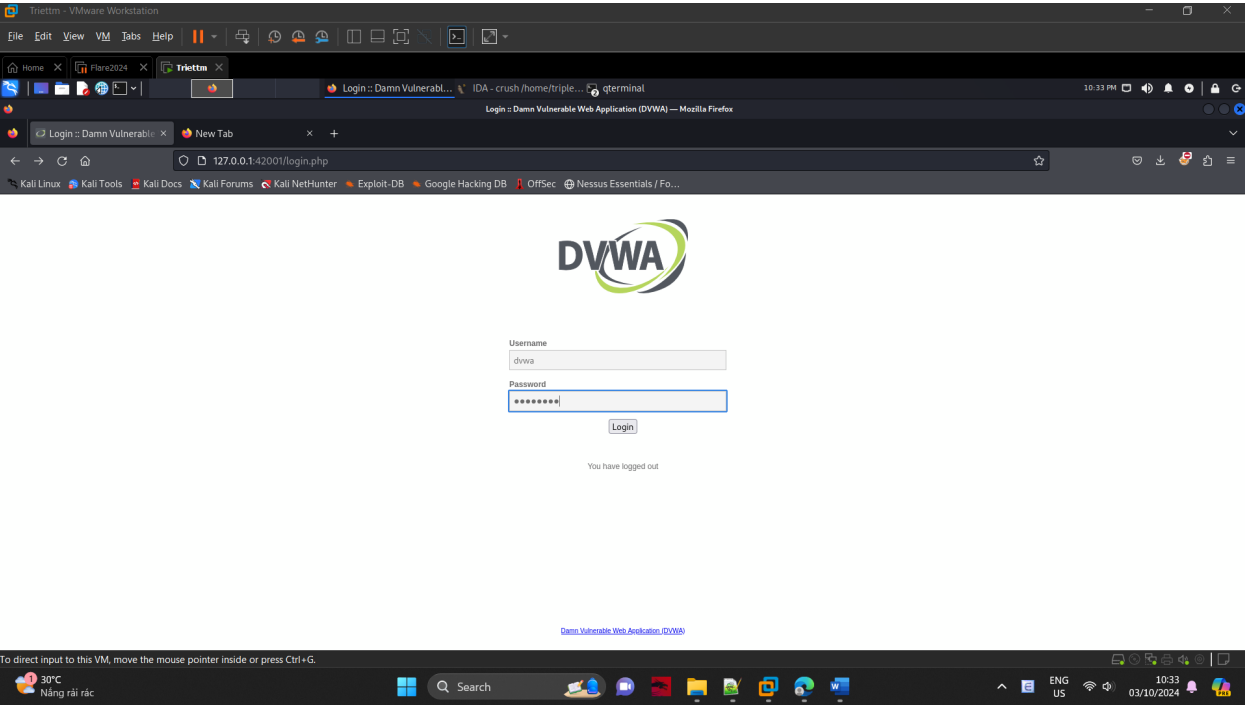 Triettm - VMware Workstation
File Edit View VM Tabs Help
Home Flare2024 Triettm
Login :: Damn Vulnerabl... IDA - crush /home/triple... qterminal 10:33 PM
2
Login :: Damn Vulnerable Web Application (DVWA) — Mozilla Firefox
Login :: Damn Vulnerable New Tab
127.0.0.1:42001/login.php
Kali Linux Kali Tools Kali Docs Kali Forums Kali NetHunter Exploit-DB Google Hacking DB OffSec Nessus Essentials / Fo...
DVWA
Username
dvwa
Password
Login
You have logged out
Damn Vulnerable Web Application (DVWA)
To direct input to this VM, move the mouse pointer inside or press Ctrl+G.
1 30°C
Nắng rải rác
Search
ENG
US
10:33
03/10/2024
PRE